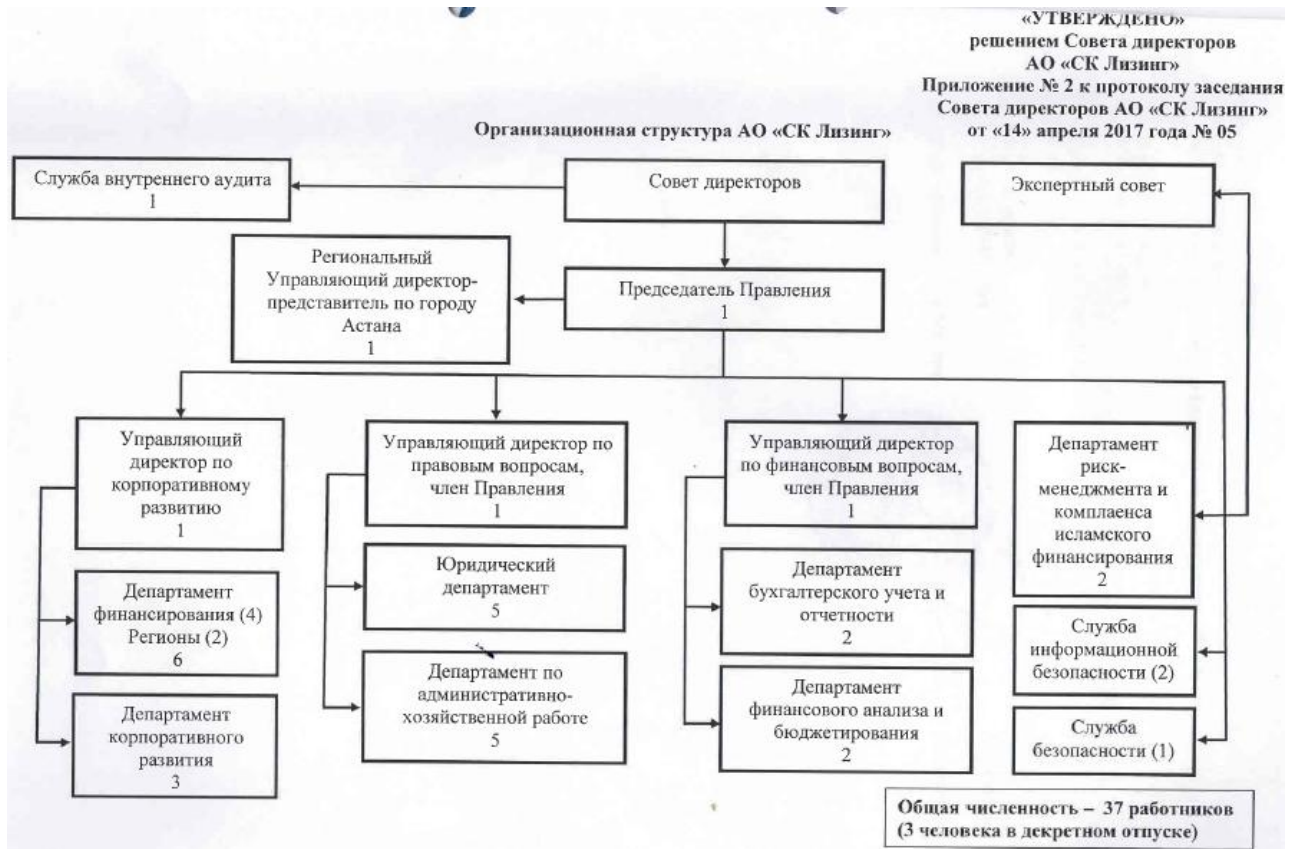 «УТВЕРЖДЕНО»
решением Совета директоров
АО «СК Лизинг»
Приложение № 2 к протоколу заседания
Совета директоров АО «СК Лизинг»
от «14» апреля 2017 года № 05
Организационная структура АО «СК Лизинг»
Служба внутреннего аудита
1
Совет директоров
Экспертный совет
Региональный
Управляющий директор-
представитель по городу
Астана
1
Председатель Правления
1
Управляющий
директор по
корпоративному
развитию
1
Управляющий директор по
правовым вопросам,
член Правления
1
Управляющий директор
по финансовым вопросам,
член Правления
1
Департамент
риск-
менеджмента и
комплаенса
исламского
финансирования
2
Департамент
финансирования (4)
Регионы (2)
6
Юридический
департамент
5
Департамент
бухгалтерского учета и
отчетности
2
Служба
информационной
безопасности (2)
Департамент
корпоративного
развития
3
Департамент по
административно-
хозяйственной работе
5
Департамент
финансового анализа и
бюджетирования
2
Служба
безопасности (1)
Общая численность – 37 работников
(3 человека в декретном отпуске)